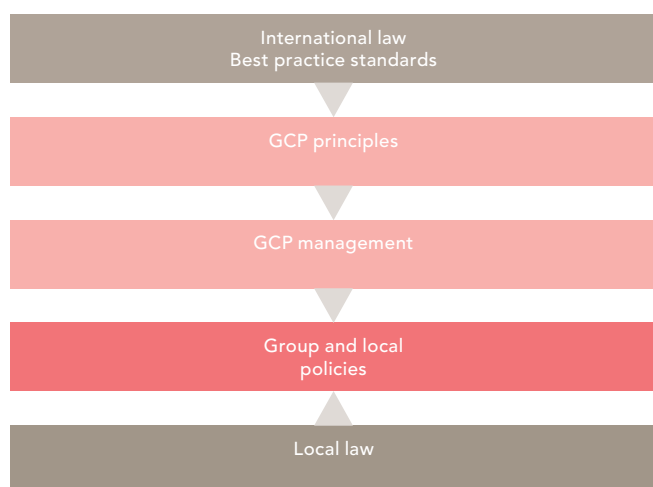 International law
Best practice standards
GCP principles
GCP management
Group and local
policies
Local law